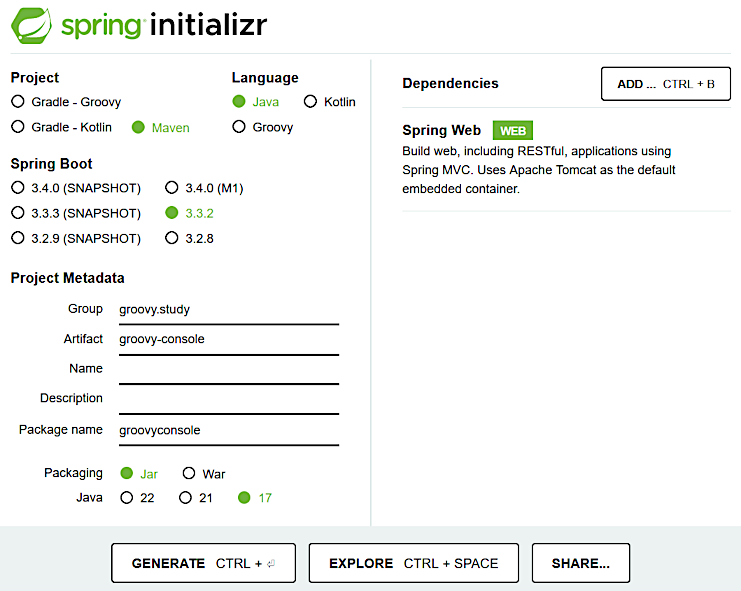 spring initializr
Project
Gradle - Groovy
Gradle - Kotlin Maven
Language
Java Kotlin
Groovy
Spring Boot
3.4.0 (SNAPSHOT) 3.4.0 (M1)
3.3.3 (SNAPSHOT) 3.3.2
3.2.9 (SNAPSHOT) 3.2.8
Project Metadata
Group groovy.study
Artifact groovy-console
Name
Description
Package name groovyconsole
Packaging Jar War
Java 22 21 17
Dependencies
ADD ... CTRL + B
Spring Web WEB
Build web, including RESTful, applications using
Spring MVC. Uses Apache Tomcat as the default
embedded container.
GENERATE CTRL + ⏎
EXPLORE CTRL + SPACE
SHARE...